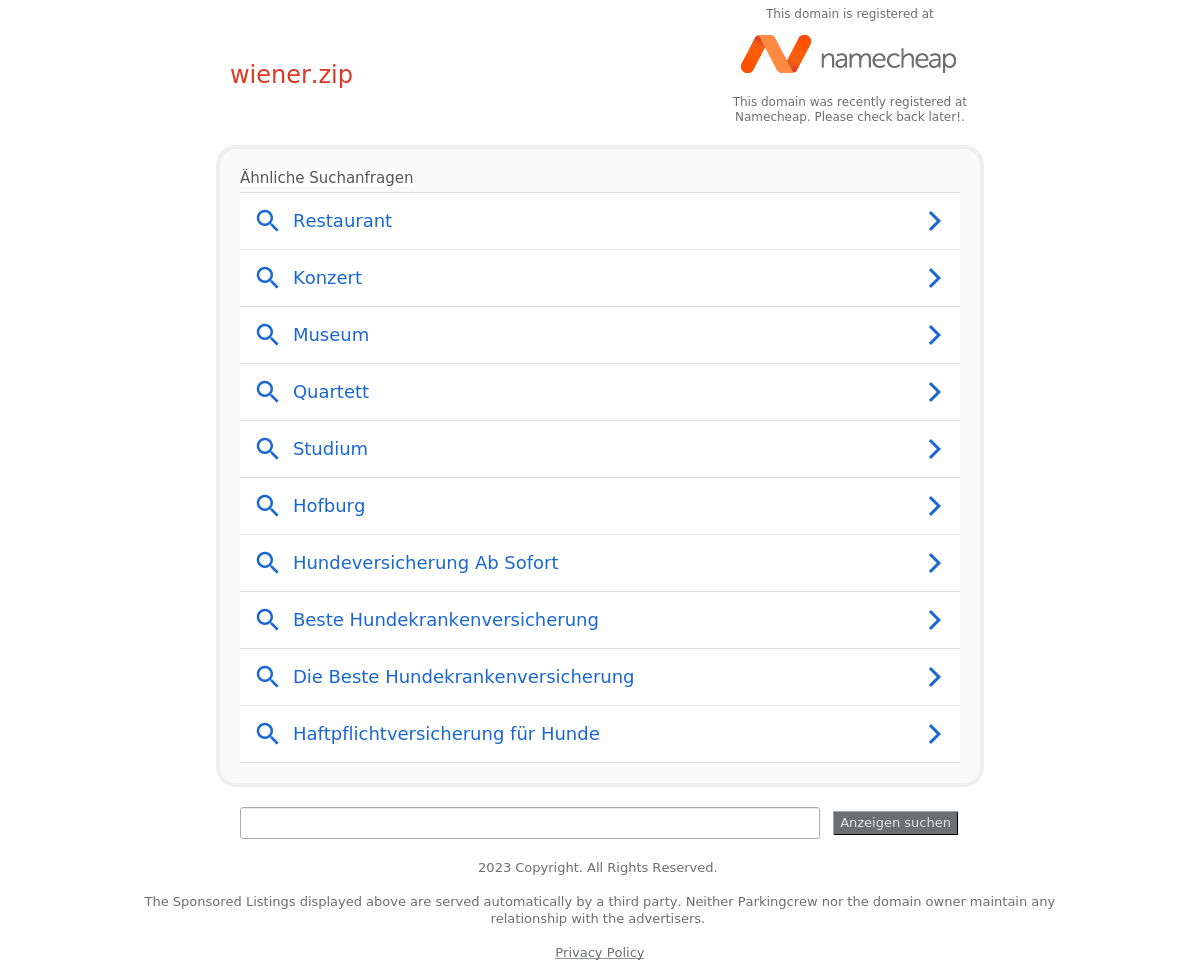 This domain is registered at
wiener.zip
namecheap
This domain was recently registered at
Namecheap. Please check back later!.
Ähnliche Suchanfragen
Restaurant
Konzert
Museum
Quartett
Studium
Hofburg
Hundeversicherung Ab Sofort
Beste Hundekrankenversicherung
Die Beste Hundekrankenversicherung
Haftpflichtversicherung für Hunde
Anzeigen suchen
2023 Copyright. All Rights Reserved.
The Sponsored Listings displayed above are served automatically by a third party. Neither Parkingcrew nor the domain owner maintain any
relationship with the advertisers.
Privacy Policy